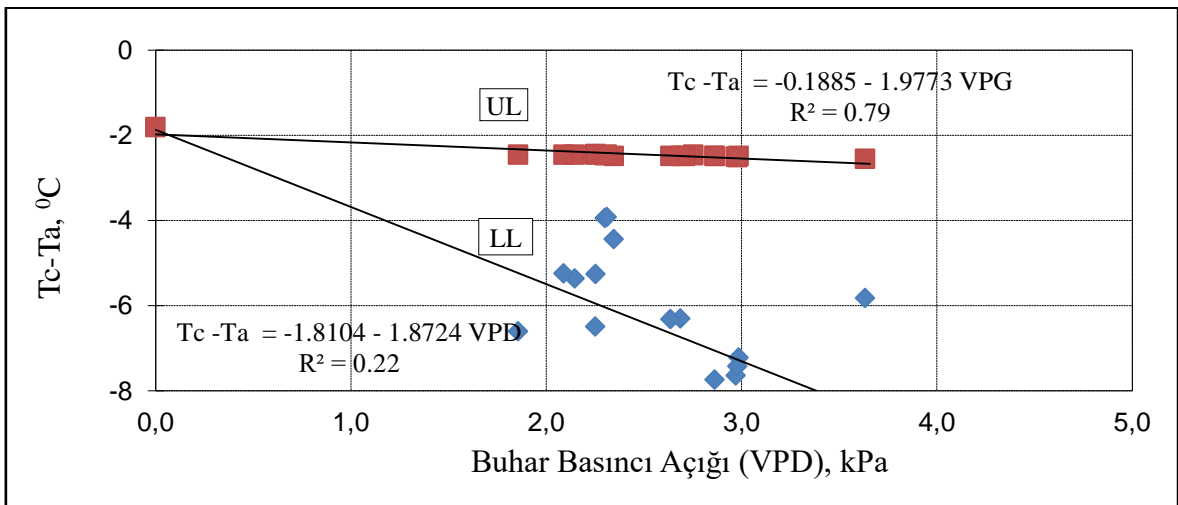 0
Tc -Ta = -0.1885 - 1.9773 VPG
R² = 0.79
UL
-2
-4
LL
Tc-Ta, ⁰C
-6
Tc -Ta = -1.8104 - 1.8724 VPD
R² = 0.22
-8
0,0 1,0 2,0 3,0 4,0 5,0
Buhar Basıncı Açığı (VPD), kPa